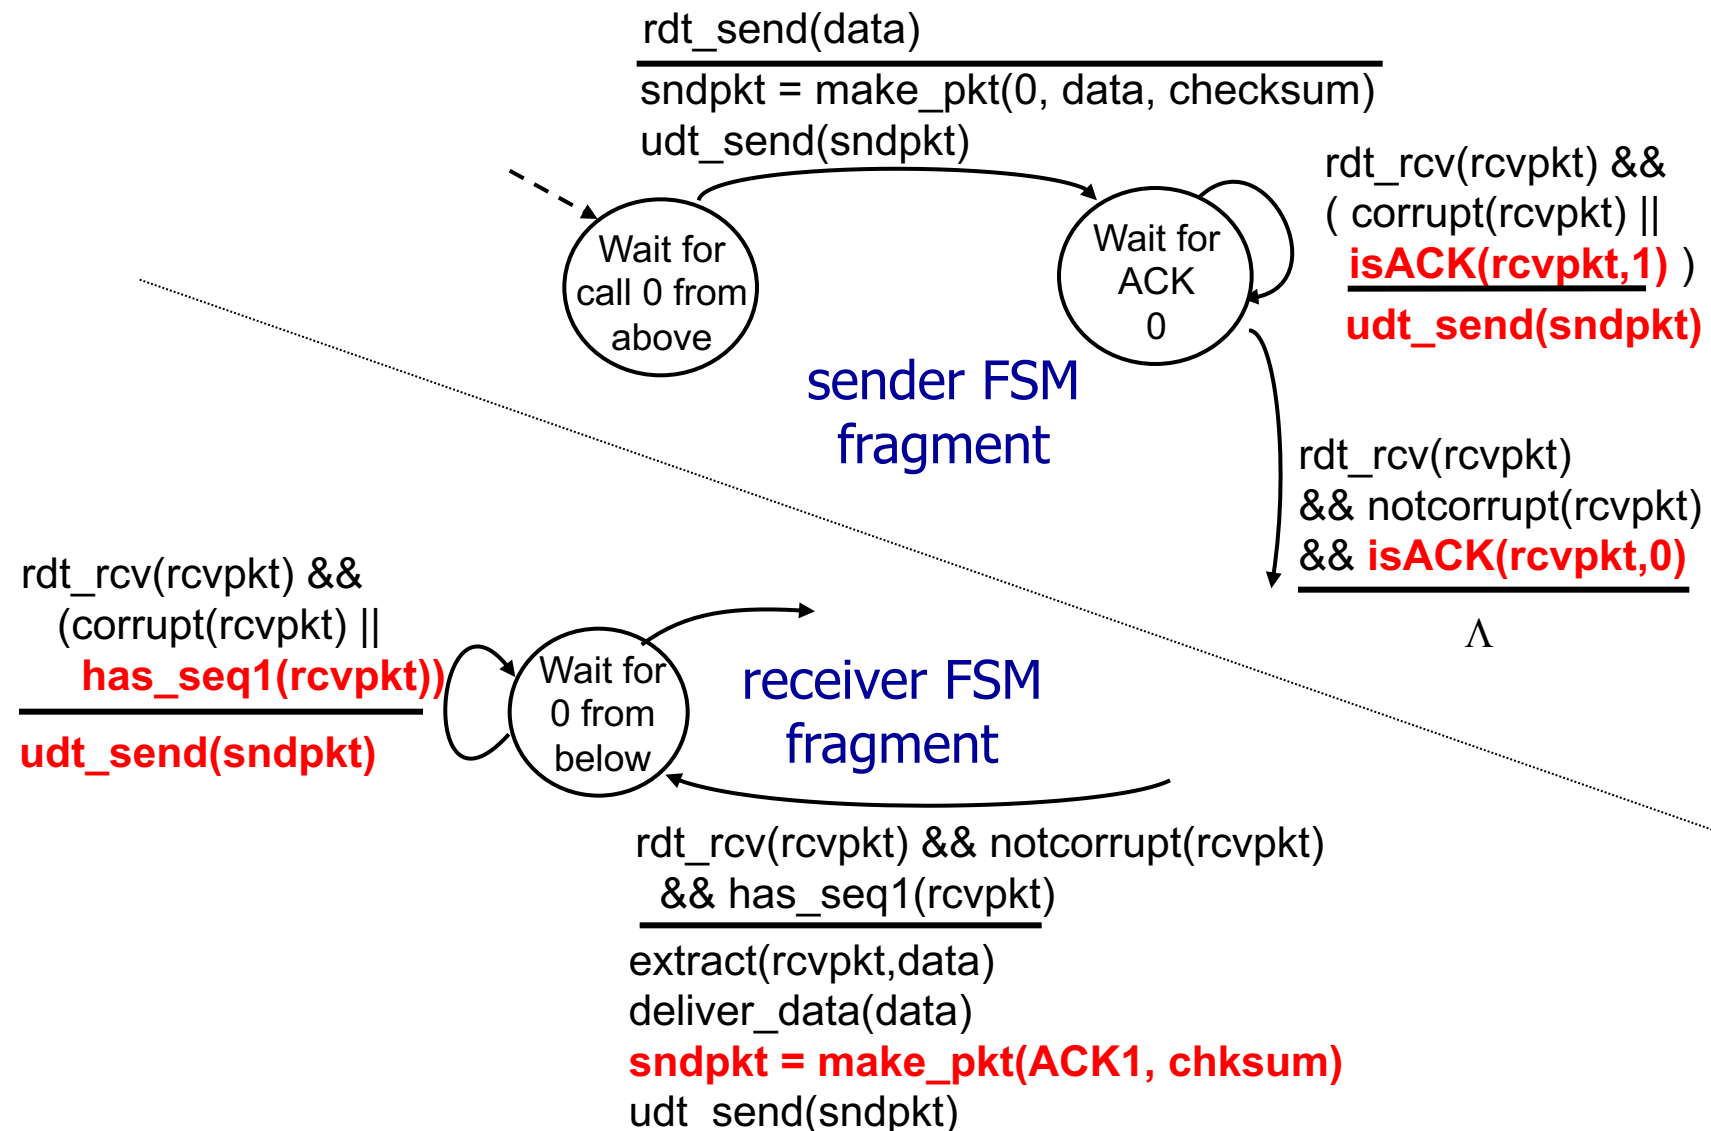 rdt_send(data)
sndpkt = make_pkt(0, data, checksum)
udt_send(sndpkt)
Wait for
call 0 from
above
Wait for
ACK
0
rdt_rcv(rcvpkt) &&
( corrupt(rcvpkt) ||
isACK(rcvpkt,1) )
udt_send(sndpkt)
sender FSM
fragment
rdt_rcv(rcvpkt)
&& notcorrupt(rcvpkt)
&& isACK(rcvpkt,0)
Λ
rdt_rcv(rcvpkt) &&
(corrupt(rcvpkt) ||
has_seq1(rcvpkt))
udt_send(sndpkt)
Wait for
0 from
below
receiver FSM
fragment
rdt_rcv(rcvpkt) && notcorrupt(rcvpkt)
&& has_seq1(rcvpkt)
extract(rcvpkt,data)
deliver_data(data)
sndpkt = make_pkt(ACK1, chksum)
udt_send(sndpkt)